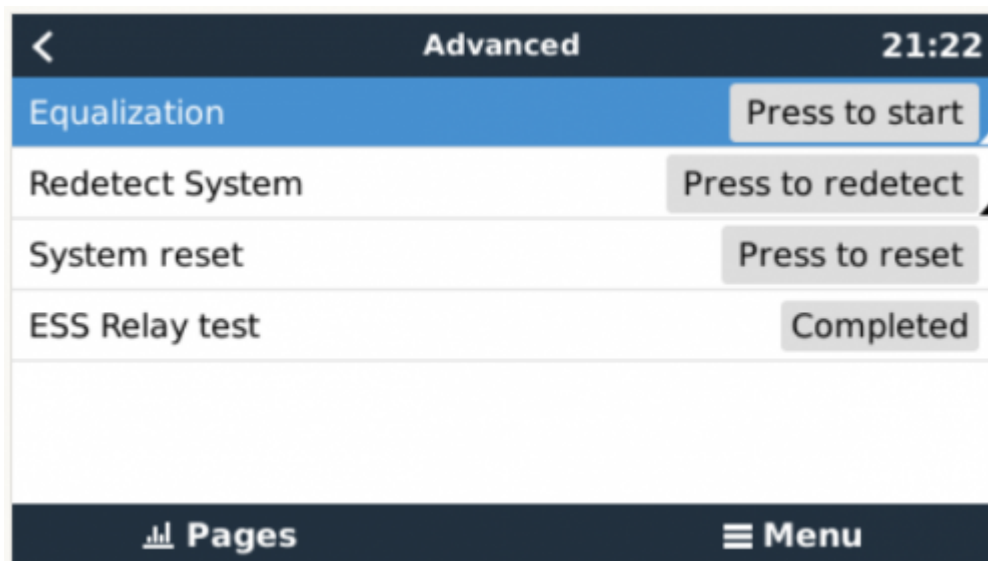 Advanced 21:22
Equalization Press to start
Redetect System Press to redetect
System reset Press to reset
ESS Relay test Completed
Pages Menu